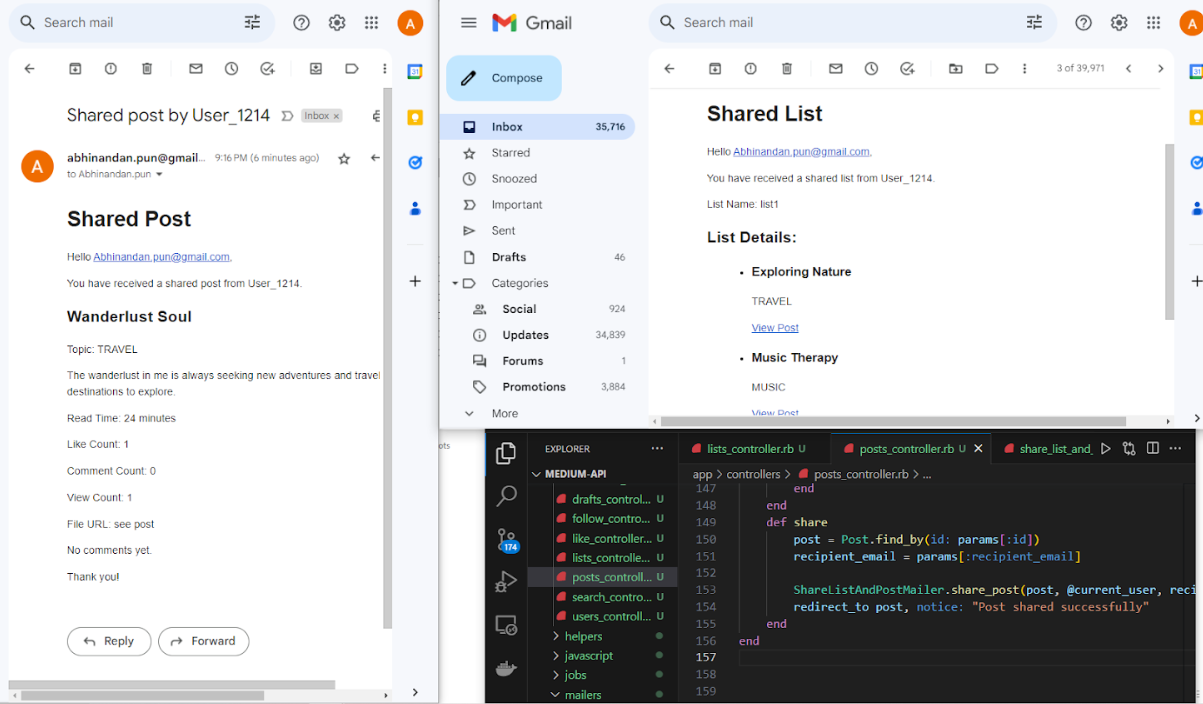 Search mail
A
Shared post by User_1214
Inbox ×
A
abhinandan.pun@gmail... 9:16 PM (6 minutes ago)
to Abhinandan.pun
Shared Post
Hello Abhinandan.pun@gmail.com,
You have received a shared post from User_1214.
Wanderlust Soul
Topic: TRAVEL
The wanderlust in me is always seeking new adventures and travel
destinations to explore.
Read Time: 24 minutes
Like Count: 1
Comment Count: 0
View Count: 1
File URL: see post
No comments yet.
Thank you!
Reply
Forward
31
Gmail
Search mail
A
Compose
Inbox 35,716
Starred
Snoozed
Important
Sent
Drafts 46
Categories
Social 924
Updates 34,839
Forums 1
Promotions 3,884
More
3 of 39,971
31
Shared List
Hello Abhinandan.pun@gmail.com,
You have received a shared list from User_1214.
List Name: list1
List Details:
• Exploring Nature
TRAVEL
View Post
• Music Therapy
MUSIC
View Post
ots
174
EXPLORER ...
MEDIUM-API
drafts_control... U
follow_contro... U
like_controller... U
lists_controlle... U
posts_controll... U
search_contro... U
users_controll... U
helpers
javascript
jobs
mailers
lists_controller.rb U
posts_controller.rb U ×
share_list_and_
app > controllers > posts_controller.rb > ...
147 end
148 end
149 def share
150 post = Post.find_by(id: params[:id])
151 recipient_email = params[:recipient_email]
152
153 ShareListAndPostMailer.share_post(post, @current_user, reci
154 redirect_to post, notice: "Post shared successfully"
155 end
156 end
157
158
159